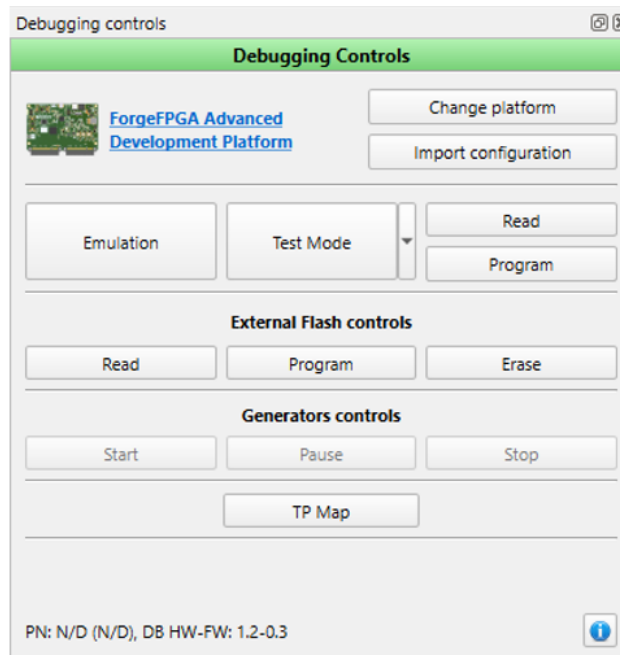 Debugging controls
Debugging Controls
ForgeFPGA Advanced
Development Platform
Change platform
Import configuration
Emulation
Test Mode
Read
Program
External Flash controls
Read
Program
Erase
Generators controls
Start
Pause
Stop
TP Map
PN: N/D (N/D), DB HW-FW: 1.2-0.3